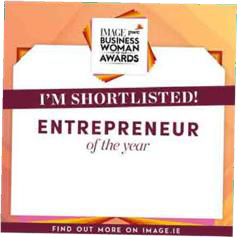 IMAGE pwc
BUSINESS
WOMAN
AWARDS
I'M SHORTLISTED!
ENTREPRENEUR
of the year
FIND OUT MORE ON IMAGE.IE